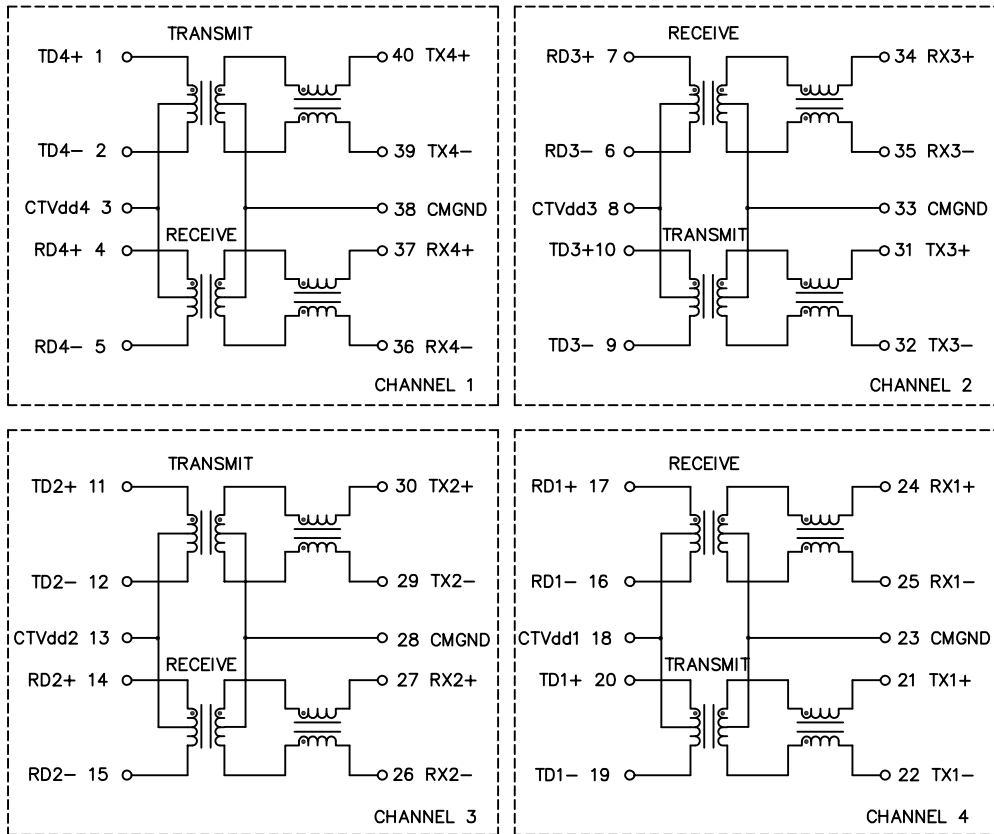 TRANSMIT
TD4+ 1
40 TX4+
TD4- 2
39 TX4-
CTVdd4 3
38 CMGND
RECEIVE
RD4+ 4
37 RX4+
RD4- 5
36 RX4-
CHANNEL 1
RECEIVE
RD3+ 7
34 RX3+
RD3- 6
35 RX3-
CTVdd3 8
33 CMGND
TRANSMIT
TD3+10
31 TX3+
TD3- 9
32 TX3-
CHANNEL 2
TRANSMIT
TD2+ 11
30 TX2+
TD2- 12
29 TX2-
CTVdd2 13
28 CMGND
RECEIVE
RD2+ 14
27 RX2+
RD2- 15
26 RX2-
CHANNEL 3
RECEIVE
RD1+ 17
24 RX1+
RD1- 16
25 RX1-
CTVdd1 18
23 CMGND
TRANSMIT
TD1+ 20
21 TX1+
TD1- 19
22 TX1-
CHANNEL 4